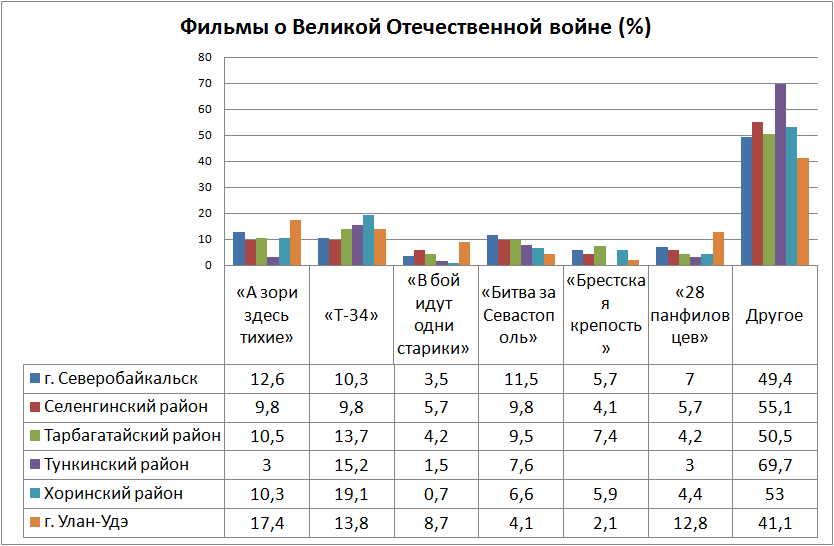 Фильмы о Великой Отечественной войне (%)
80
70
60
50
40
30
20
10
0
«А зори здесь тихие»
«Т-34»
«В бой идут одни старики»
«Битва за Севастополь»
«Брестская крепость»
«28 панфиловцев»
Другое
г. Северобайкальск 12,6 10,3 3,5 11,5 5,7 7 49,4
Селенгинский район 9,8 9,8 5,7 9,8 4,1 5,7 55,1
Тарбагатайский район 10,5 13,7 4,2 9,5 7,4 4,2 50,5
Тункинский район 3 15,2 1,5 7,6 3 69,7
Хоринский район 10,3 19,1 0,7 6,6 5,9 4,4 53
г. Улан-Удэ 17,4 13,8 8,7 4,1 2,1 12,8 41,1